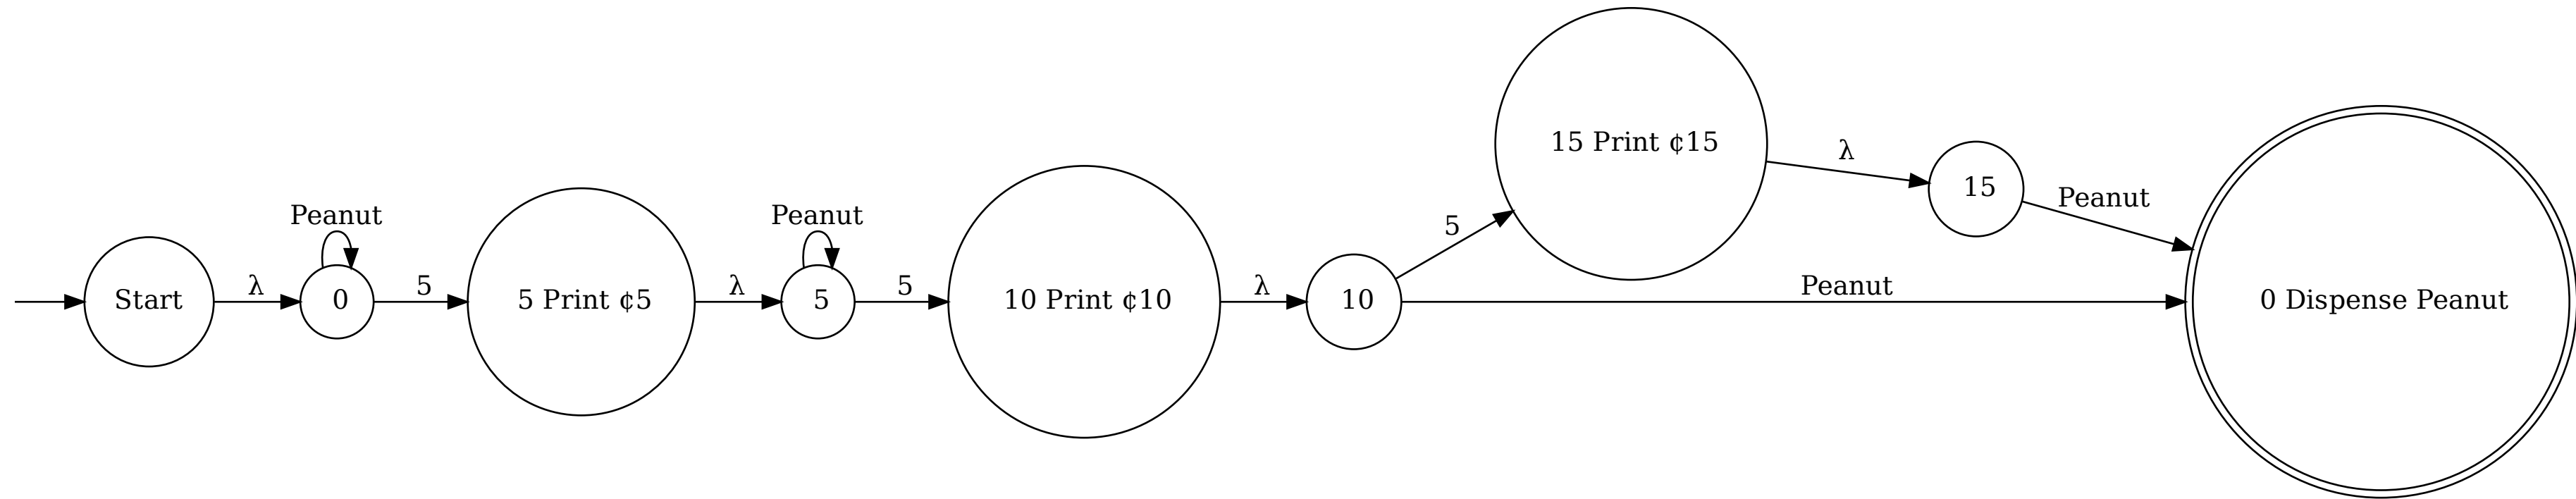 Start
λ
Peanut
0
5
5 Print ¢5
λ
Peanut
5
5
10 Print ¢10
λ
10
5
15 Print ¢15
λ
15
Peanut
Peanut
0 Dispense Peanut